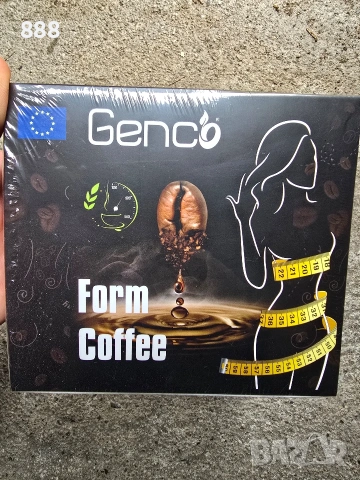 888
Genco
Form
Coffee
BAZAR